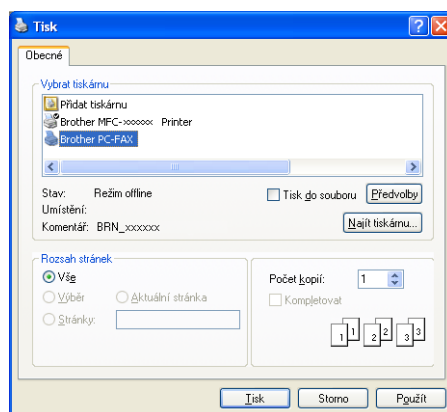 Tisk
Obecné
Vybrat tiskárnu
Přidat tiskárnu
Brother MFC-xxxxxx Printer
Brother PC-FAX
Stav: Režim offline
Tisk do souboru
Předvolby
Umístění:
Komentář: BRN_xxxxxx
Najít tiskárnu...
Rozsah stránek
Vše
Výběr
Aktuální stránka
Stránky:
Počet kopií: 1
Kompletovat
1 1 2 2 3 3
Tisk
Storno
Použít